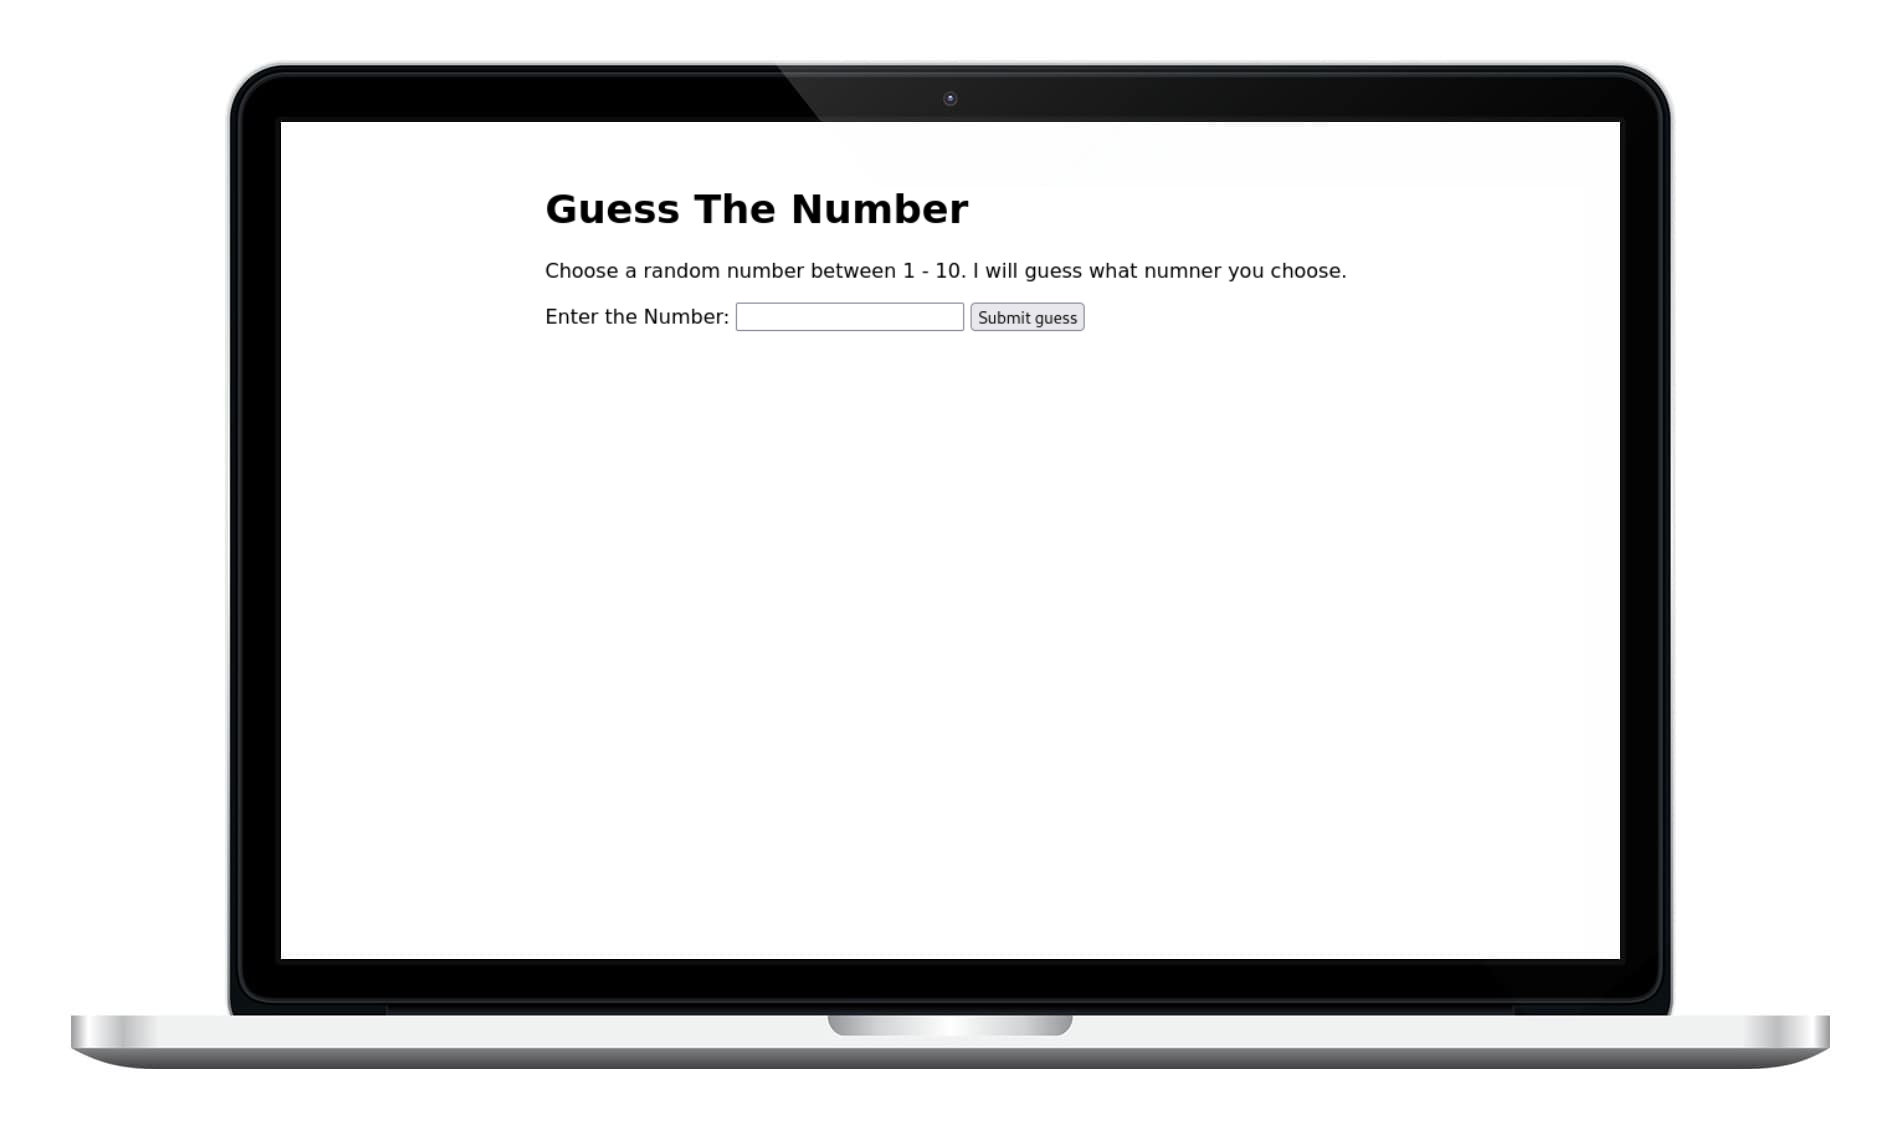 Guess The Number
Choose a random number between 1 - 10. I will guess what numner you choose.
Enter the Number: Submit guess